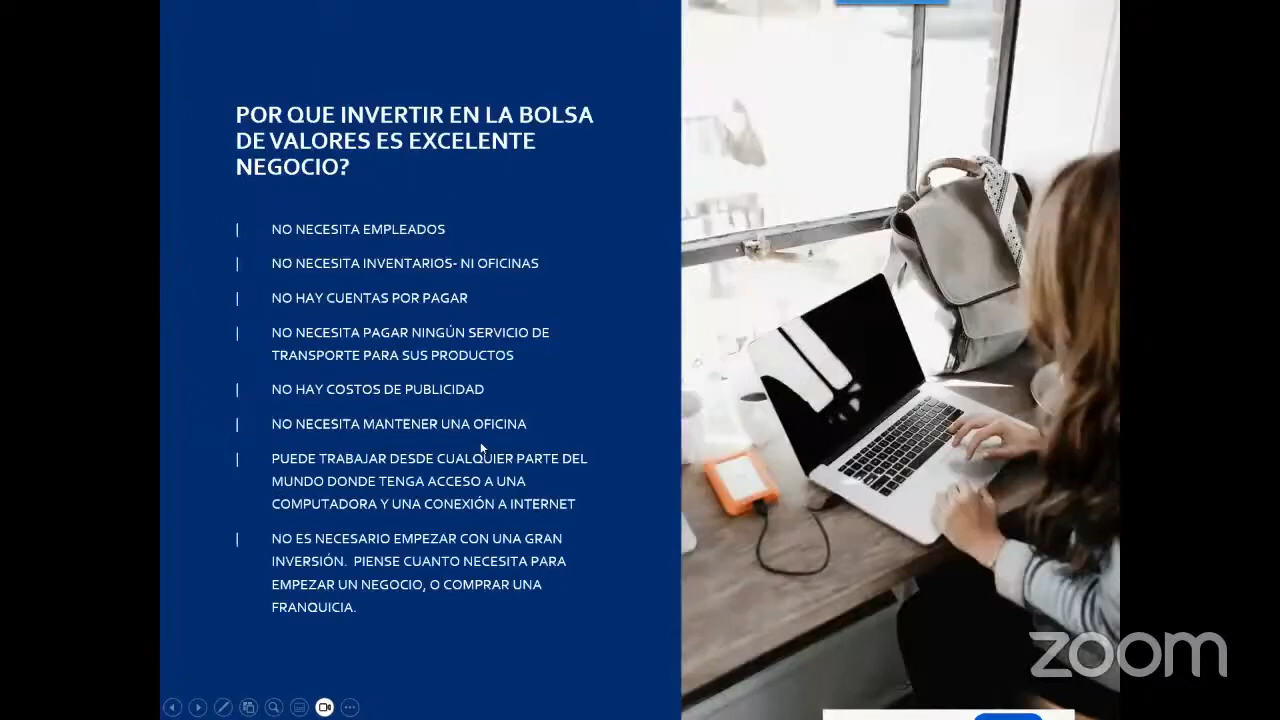 POR QUE INVERTIR EN LA BOLSA
DE VALORES ES EXCELENTE
NEGOCIO?
| NO NECESITA EMPLEADOS
| NO NECESITA INVENTARIOS- NI OFICINAS
| NO HAY CUENTAS POR PAGAR
| NO NECESITA PAGAR NINGÚN SERVICIO DE
TRANSPORTE PARA SUS PRODUCTOS
| NO HAY COSTOS DE PUBLICIDAD
| NO NECESITA MANTENER UNA OFICINA
| PUEDE TRABAJAR DESDE CUALQUIER PARTE DEL
MUNDO DONDE TENGA ACCESO A UNA
COMPUTADORA Y UNA CONEXIÓN A INTERNET
| NO ES NECESARIO EMPEZAR CON UNA GRAN
INVERSIÓN. PIENSE CUANTO NECESITA PARA
EMPEZAR UN NEGOCIO, O COMPRAR UNA
FRANQUICIA.
zoom